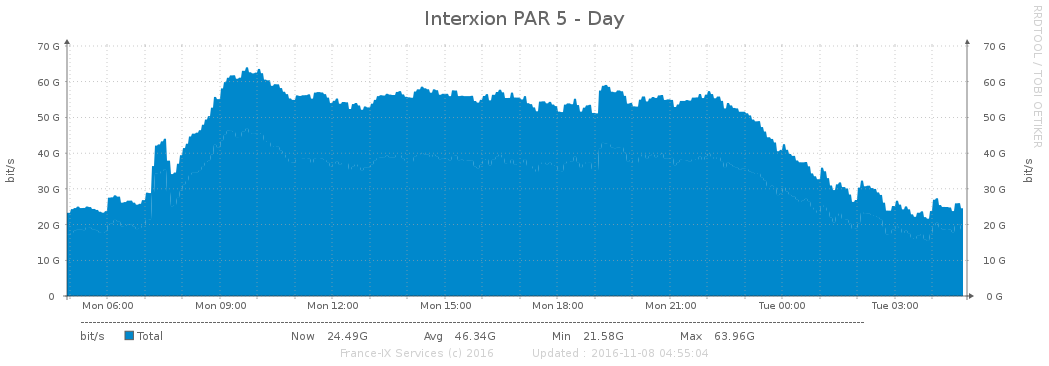 Interxion PAR 5 - Day
RRDTOOL / TOBI OETIKER
70 G 70 G
60 G 60 G
50 G 50 G
40 G 40 G
30 G 30 G
20 G 20 G
10 G 10 G
0 0 G
bit/s bit/s
Mon 06:00 Mon 09:00 Mon 12:00 Mon 15:00 Mon 18:00 Mon 21:00 Tue 00:00 Tue 03:00
bit/s Total Now 24.49G Avg 46.34G Min 21.58G Max 63.96G
France-IX Services (c) 2016 Updated : 2016-11-08 04:55:04